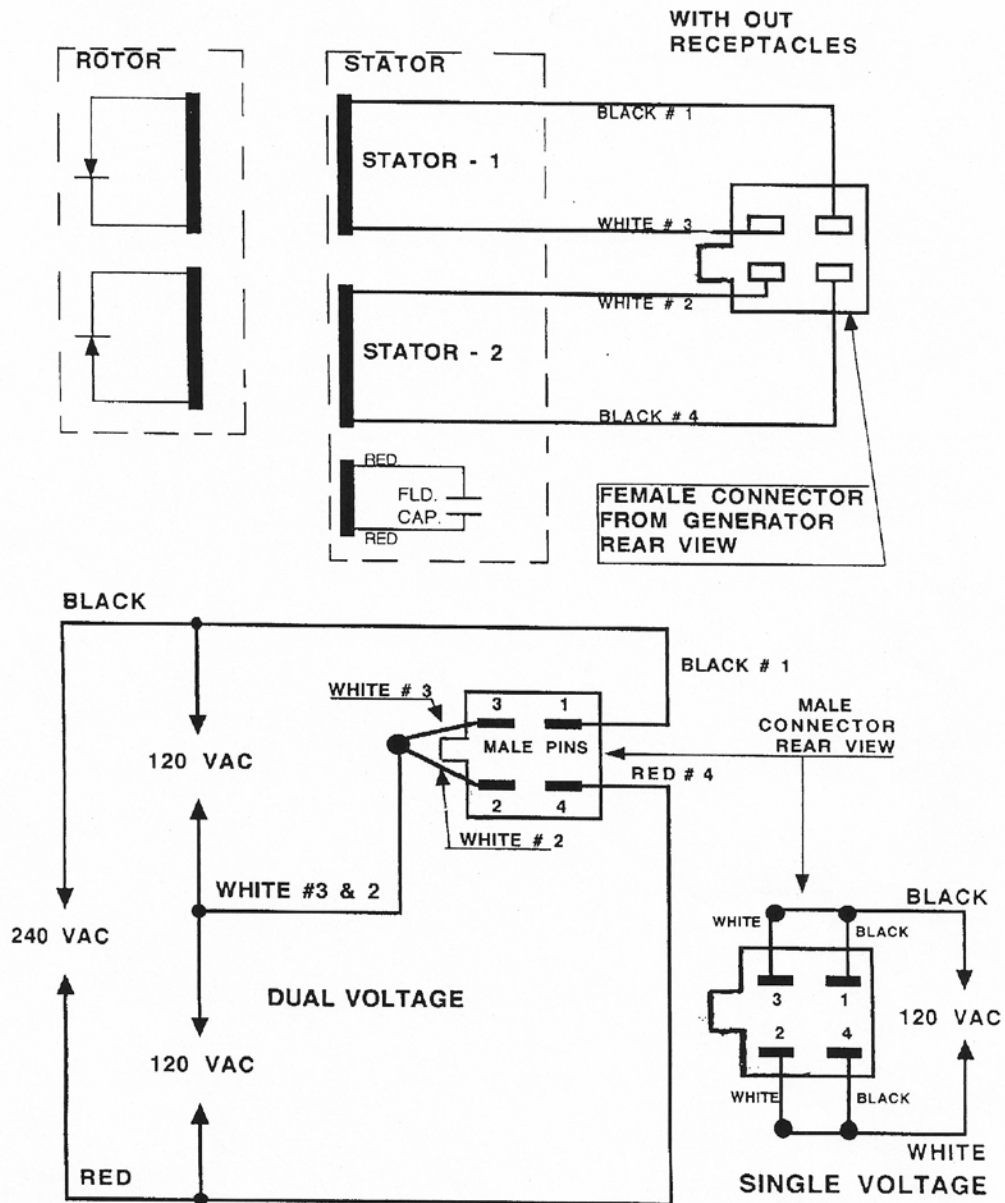 WITH OUT
RECEPTACLES
ROTOR
STATOR
BLACK # 1
STATOR - 1
WHITE # 3
WHITE # 2
STATOR - 2
BLACK # 4
RED
FLD.
CAP.
RED
FEMALE CONNECTOR
FROM GENERATOR
REAR VIEW
BLACK
BLACK # 1
WHITE # 3
3 1
MALE PINS
MALE
CONNECTOR
REAR VIEW
120 VAC
RED # 4
2 4
WHITE # 2
WHITE #3 & 2
BLACK
WHITE
BLACK
240 VAC
DUAL VOLTAGE
3 1
120 VAC
2 4
120 VAC
WHITE
BLACK
WHITE
RED
SINGLE VOLTAGE